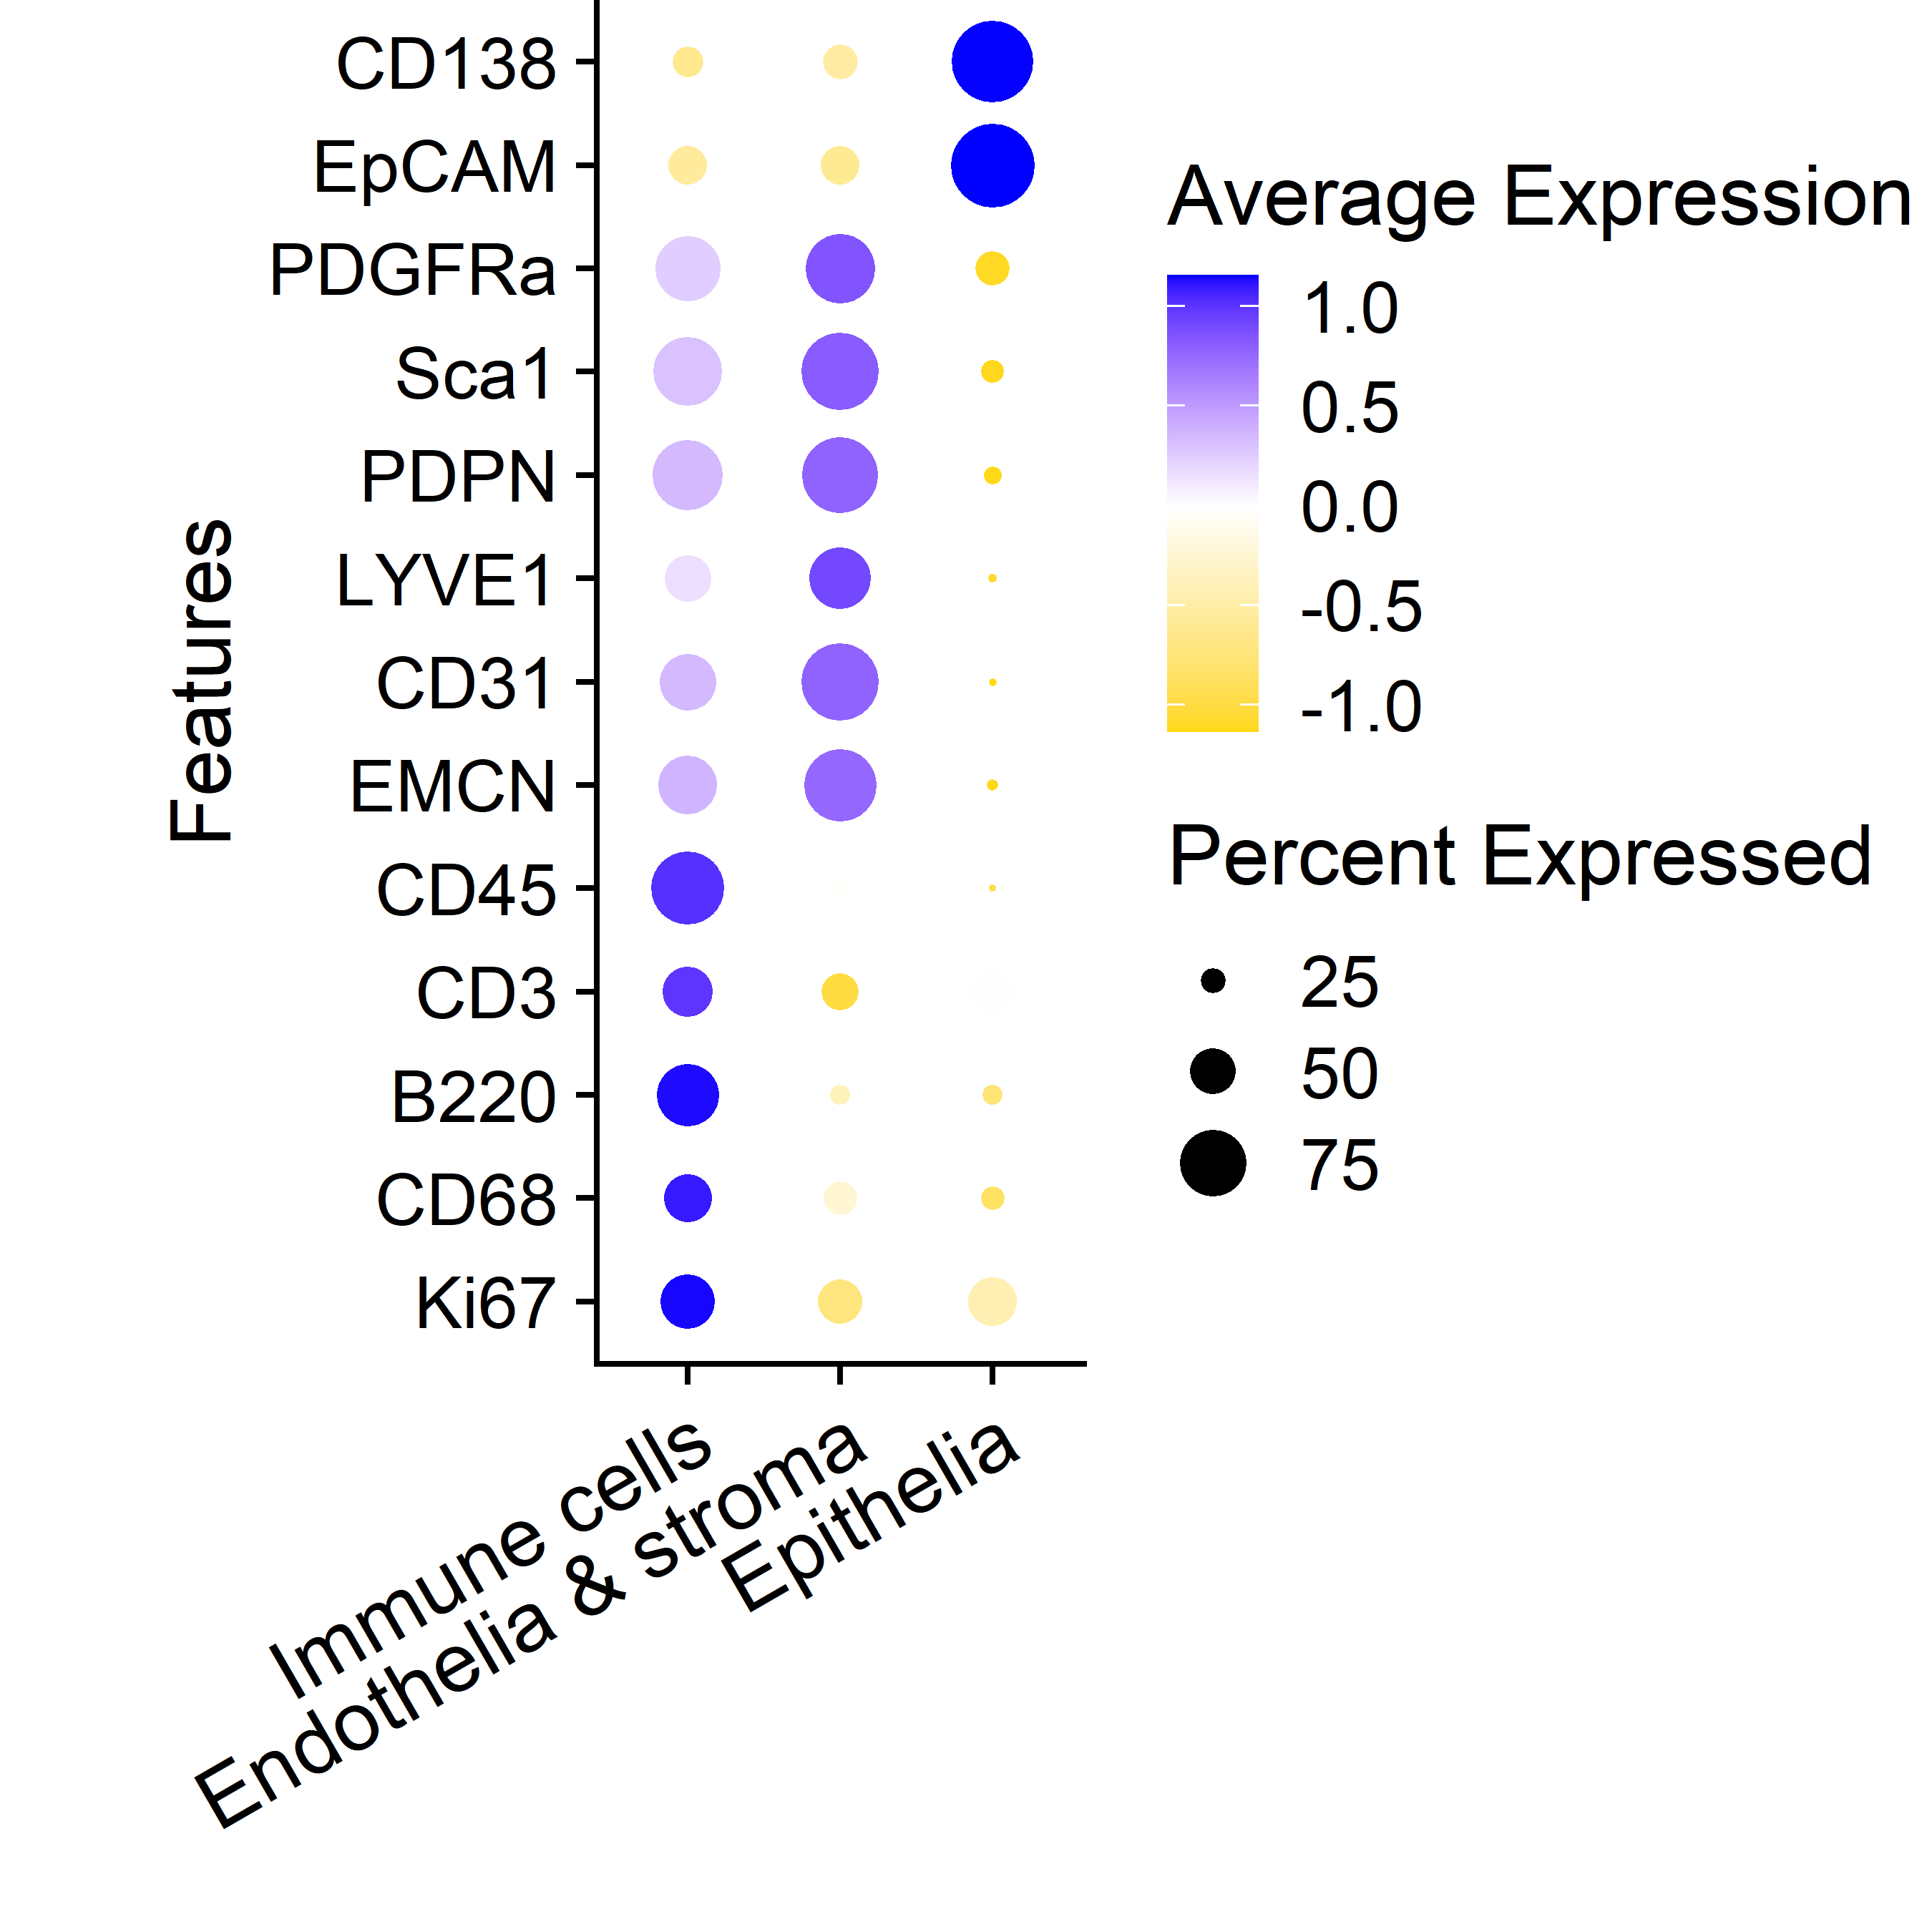 Features
CD138
EpCAM
PDGFRa
Sca1
PDPN
LYVE1
CD31
EMCN
CD45
CD3
B220
CD68
Ki67
Immune cells
Endothelia & stroma
Epithelia
Average Expression
1.0
0.5
0.0
-0.5
-1.0
Percent Expressed
25
50
75